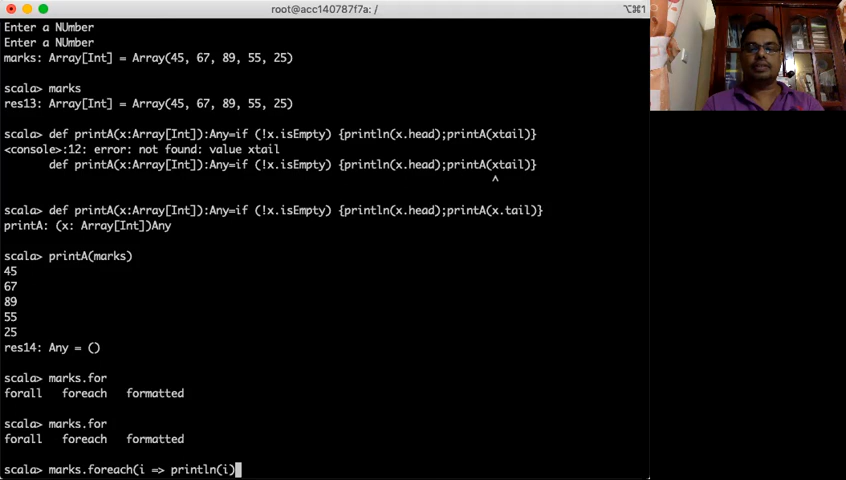 root@acc140787f7a: /
⌥⌘1
Enter a NUmber
Enter a NUmber
marks: Array[Int] = Array(45, 67, 89, 55, 25)
scala> marks
res13: Array[Int] = Array(45, 67, 89, 55, 25)
scala> def printA(x:Array[Int]):Any=if (!x.isEmpty) {println(x.head);printA(xtail)}
<console>:12: error: not found: value xtail
def printA(x:Array[Int]):Any=if (!x.isEmpty) {println(x.head);printA(xtail)}
^
scala> def printA(x:Array[Int]):Any=if (!x.isEmpty) {println(x.head);printA(x.tail)}
printA: (x: Array[Int])Any
scala> printA(marks)
45
67
89
55
25
res14: Any = ()
scala> marks.for
forall foreach formatted
scala> marks.for
forall foreach formatted
scala> marks.foreach(i => println(i)